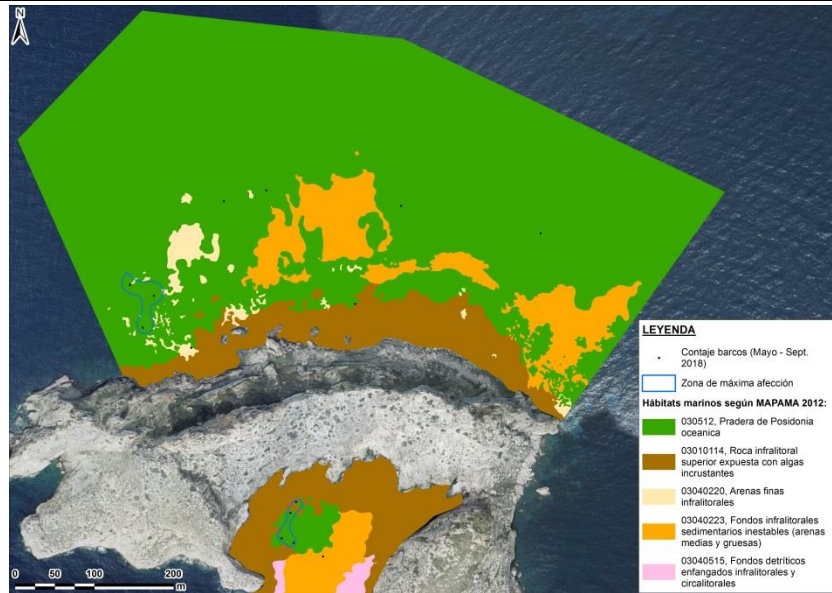 N
LEYENDA
Contaje barcos (Mayo - Sept.
2018)
Zona de máxima afección
Hábitats marinos según MAPAMA 2012:
030512, Pradera de Posidonia
oceanica
03010114, Roca infralitoral
superior expuesta con algas
incrustantes
03040220, Arenas finas
infralitorales
03040223, Fondos infralitorales
sedimentarios inestables (arenas
medias y gruesas)
03040515, Fondos detríticos
enfangados infralitorales y
circalitorales
0 50 100 200
m